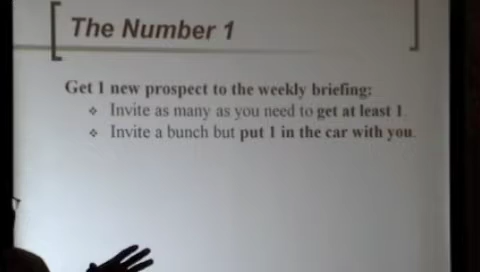 The Number 1
Get 1 new prospect to the weekly briefing:
Invite as many as you need to get at least 1.
Invite a bunch but put 1 in the car with you.